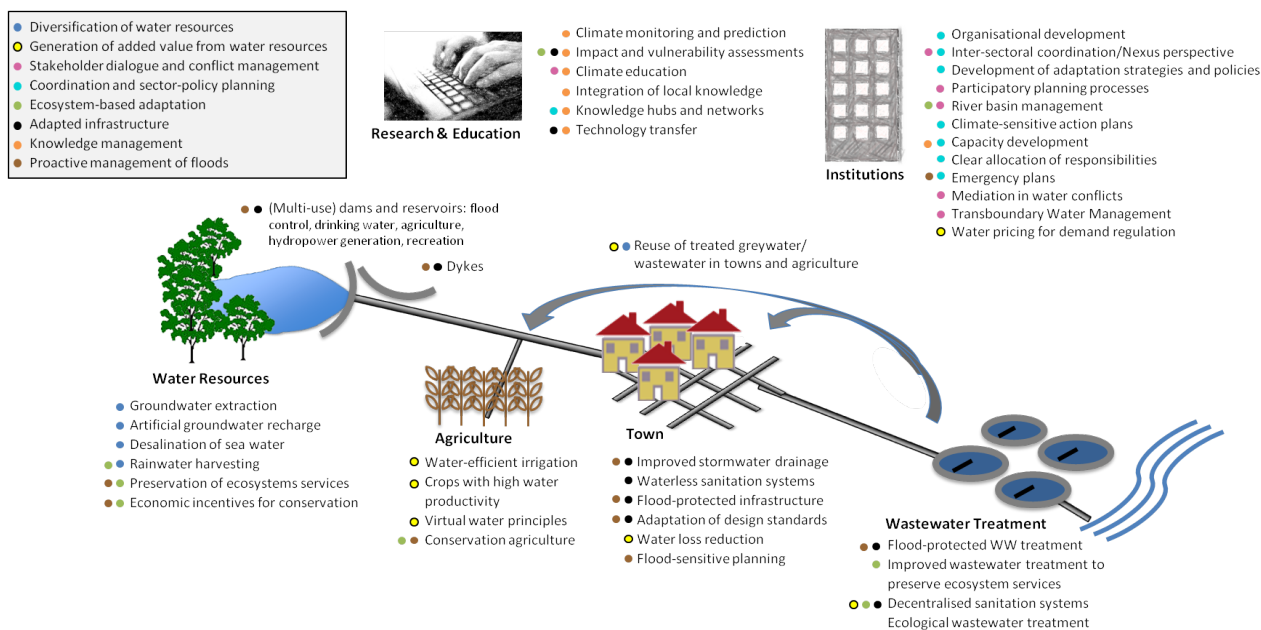 Diversification of water resources
Generation of added value from water resources
Stakeholder dialogue and conflict management
Coordination and sector-policy planning
Ecosystem-based adaptation
Adapted infrastructure
Knowledge management
Proactive management of floods
Research & Education
Climate monitoring and prediction
Impact and vulnerability assessments
Climate education
Integration of local knowledge
Knowledge hubs and networks
Technology transfer
Institutions
Organisational development
Inter-sectoral coordination/Nexus perspective
Development of adaptation strategies and policies
Participatory planning processes
River basin management
Climate-sensitive action plans
Capacity development
Clear allocation of responsibilities
Emergency plans
Mediation in water conflicts
Transboundary Water Management
Water pricing for demand regulation
(Multi-use) dams and reservoirs: flood
control, drinking water, agriculture,
hydropower generation, recreation
Dykes
Reuse of treated greywater/
wastewater in towns and agriculture
Water Resources
Groundwater extraction
Artificial groundwater recharge
Desalination of sea water
Rainwater harvesting
Preservation of ecosystems services
Economic incentives for conservation
Agriculture
Water-efficient irrigation
Crops with high water
productivity
Virtual water principles
Conservation agriculture
Town
Improved stormwater drainage
Waterless sanitation systems
Flood-protected infrastructure
Adaptation of design standards
Water loss reduction
Flood-sensitive planning
Wastewater Treatment
Flood-protected WW treatment
Improved wastewater treatment to
preserve ecosystem services
Decentralised sanitation systems
Ecological wastewater treatment